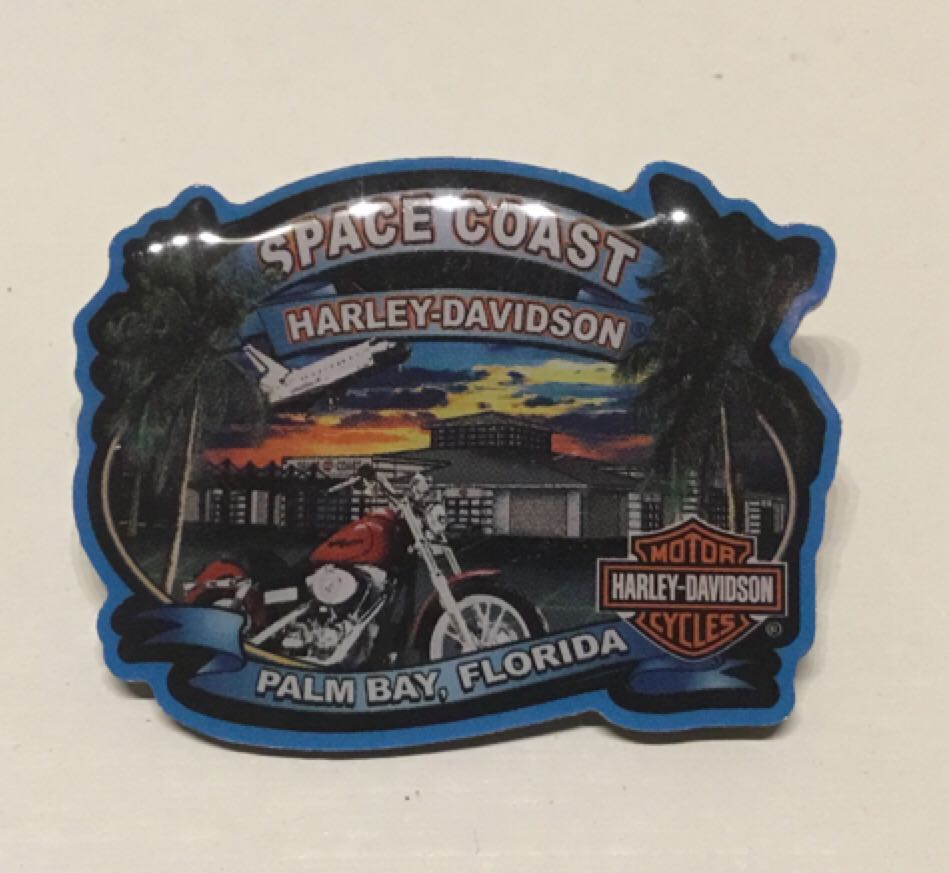 SPACE COAST
HARLEY-DAVIDSON®
MOTOR
HARLEY-DAVIDSON
CYCLES
®
PALM BAY, FLORIDA